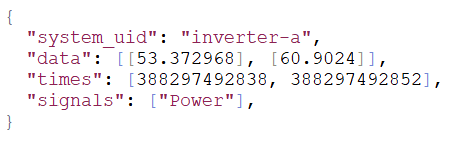 {
"system_uid": "inverter-a",
"data": [[53.372968], [60.9024]],
"times": [388297492838, 388297492852],
"signals": ["Power"],
}